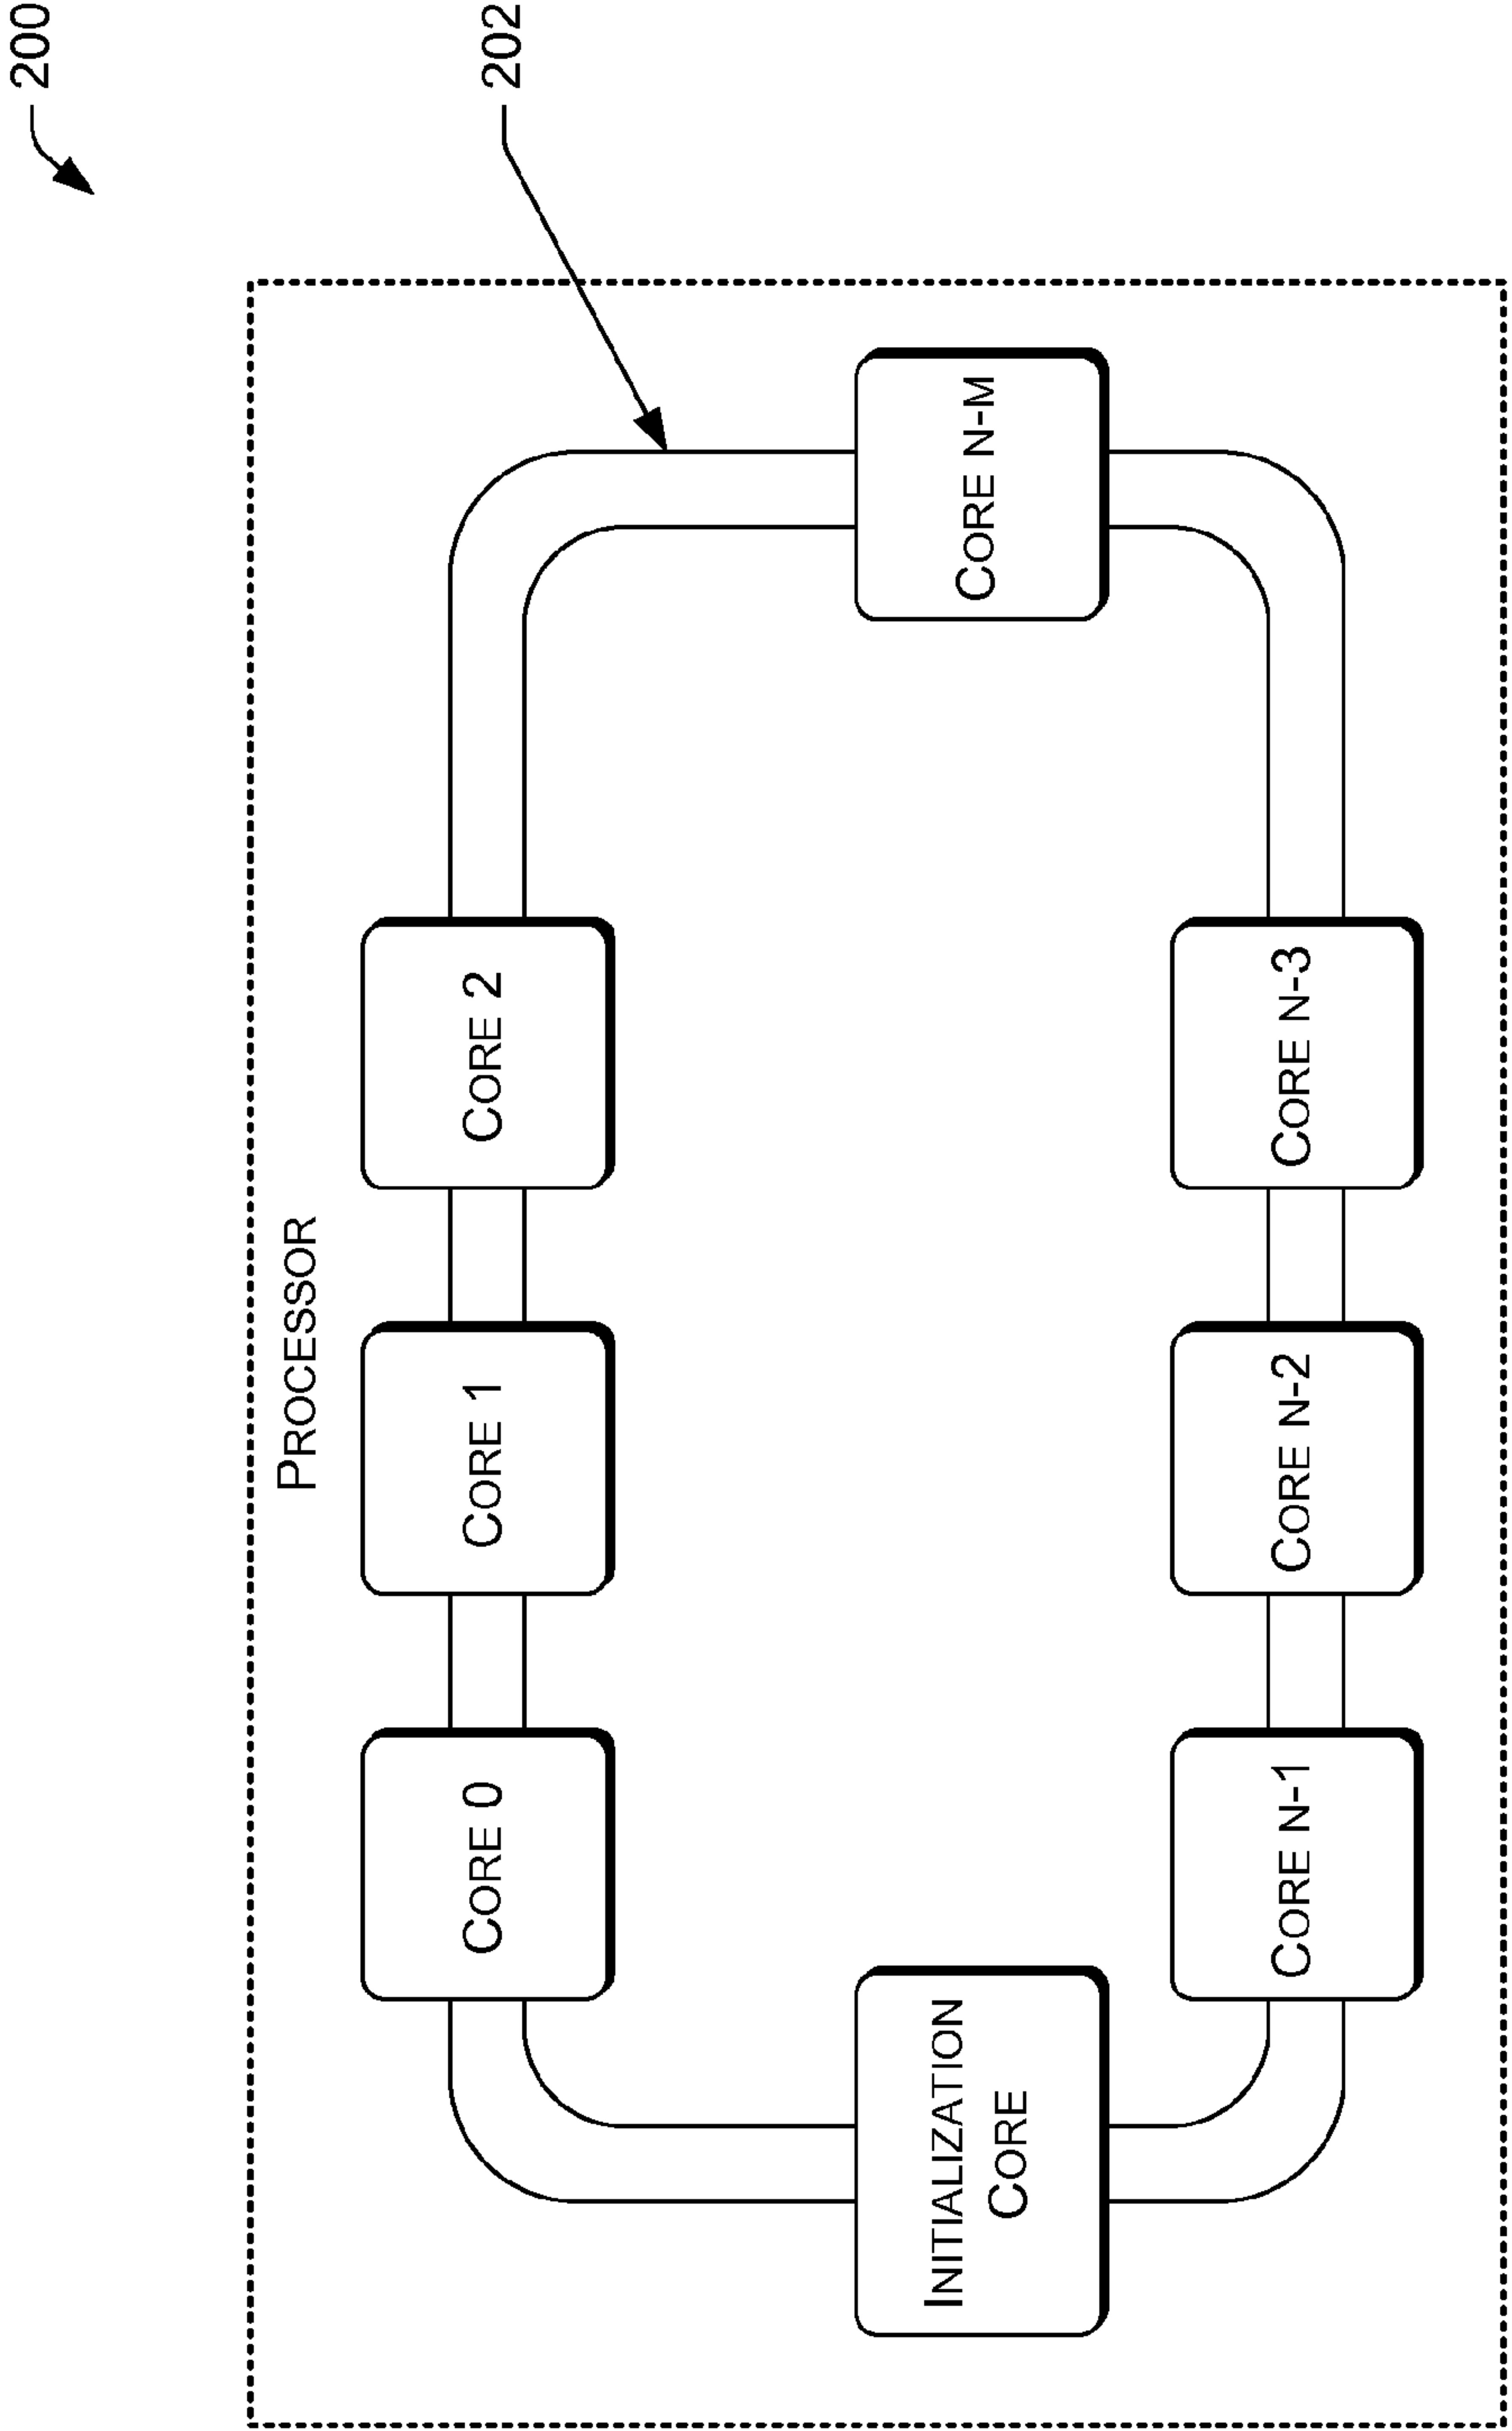 200
202
PROCESSOR
CORE 0
CORE 1
CORE 2
INITIALIZATION
CORE
CORE N-M
CORE N-1
CORE N-2
CORE N-3